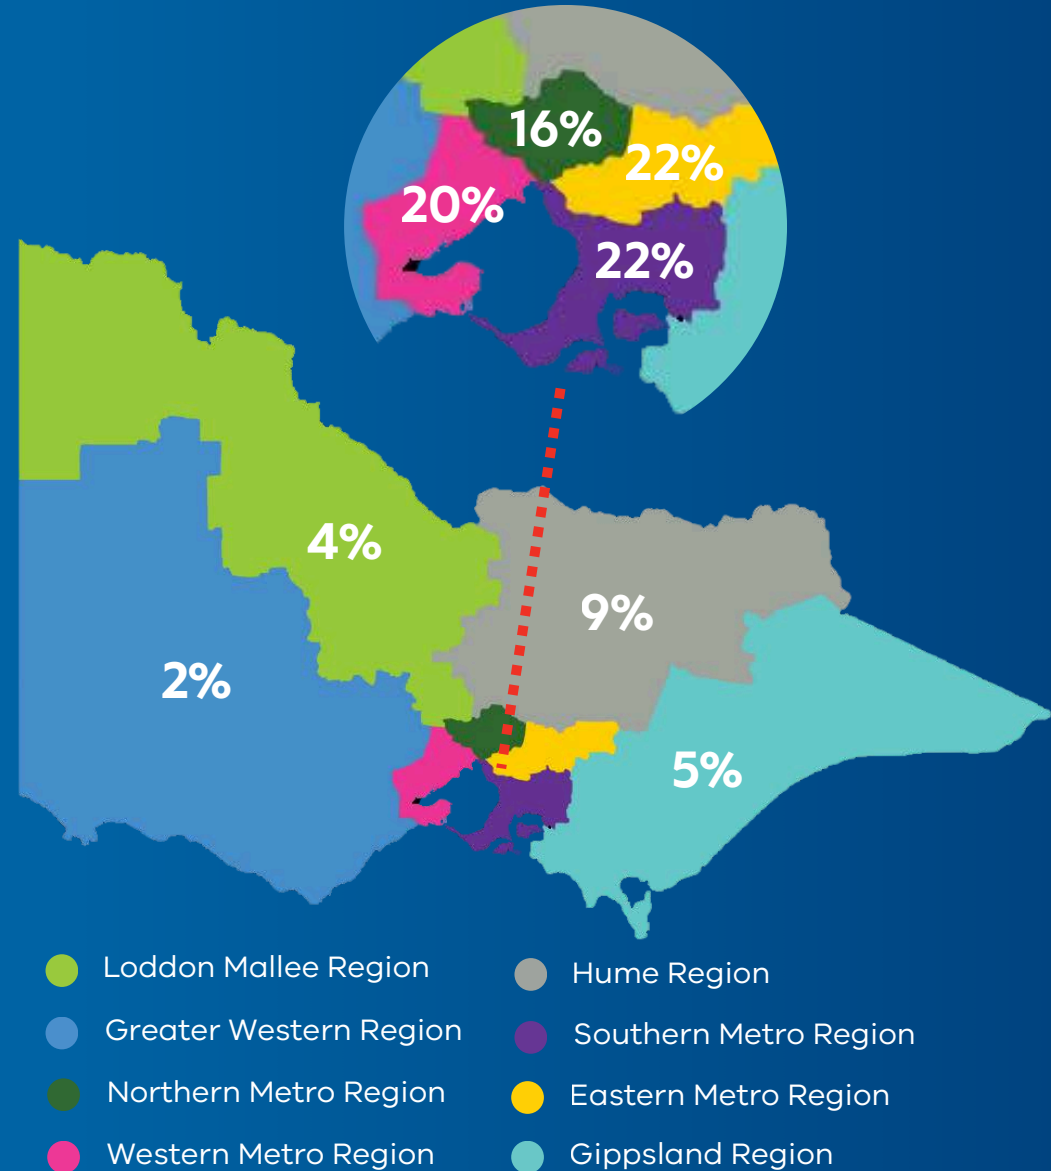 16%
22%
20%
22%
4%
9%
2%
5%
Loddon Mallee Region
Greater Western Region
Northern Metro Region
Western Metro Region
Hume Region
Southern Metro Region
Eastern Metro Region
Gippsland Region